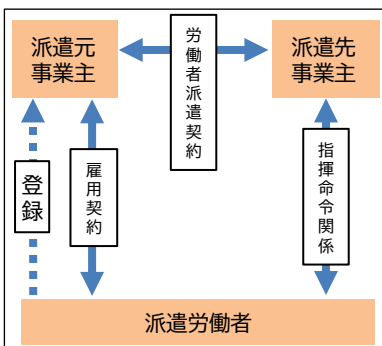 派遣元
事業主
労働者派遣契約
派遣先
事業主
登録
雇用契約
指揮命令関係
派遣労働者